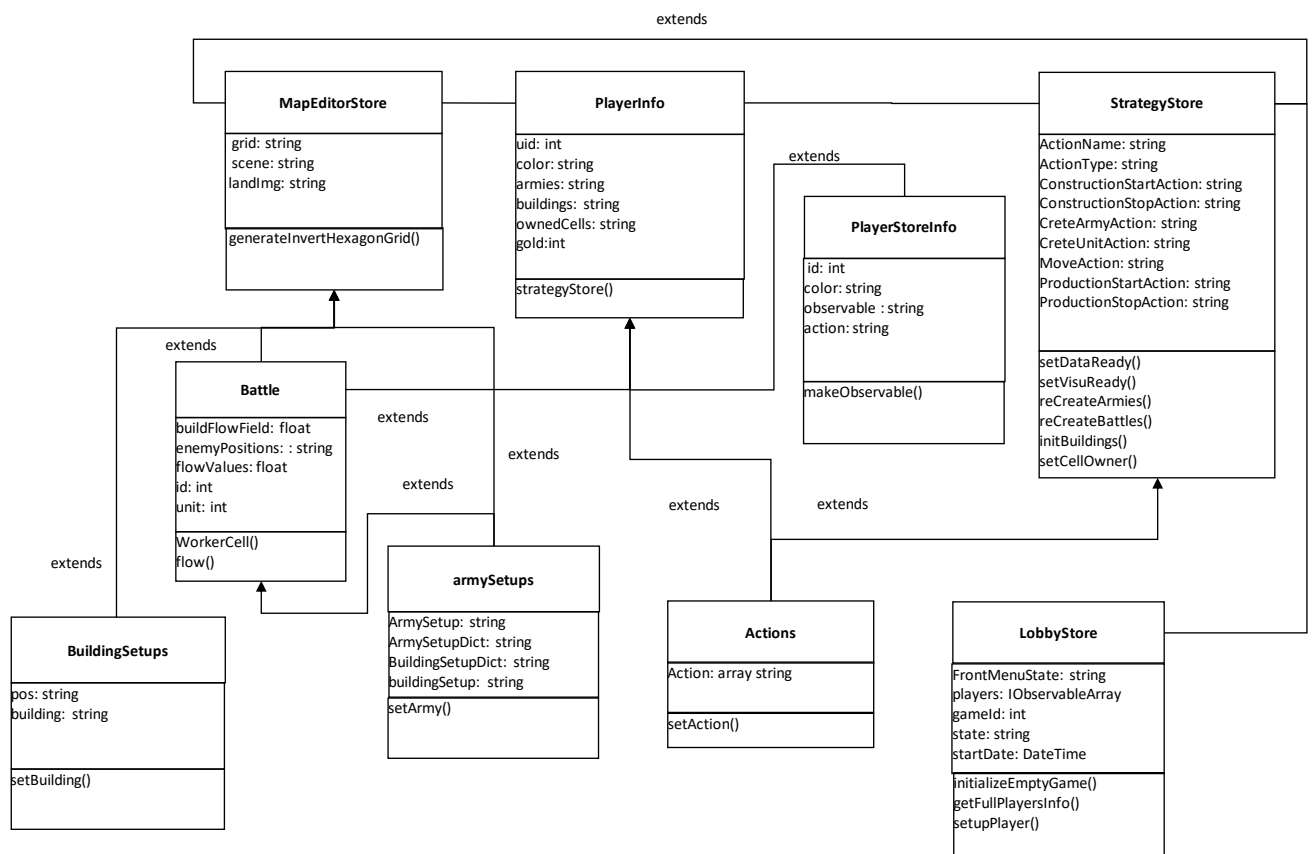 extends
MapEditorStore
grid: string
scene: string
landImg: string
generateInvertHexagonGrid()
PlayerInfo
uid: int
color: string
armies: string
buildings: string
ownedCells: string
gold:int
strategyStore()
extends
PlayerStoreInfo
id: int
color: string
observable : string
action: string
makeObservable()
StrategyStore
ActionName: string
ActionType: string
ConstructionStartAction: string
ConstructionStopAction: string
CreteArmyAction: string
CreteUnitAction: string
MoveAction: string
ProductionStartAction: string
ProductionStopAction: string
setDataReady()
setVisuReady()
reCreateArmies()
reCreateBattles()
initBuildings()
setCellOwner()
extends
Battle
buildFlowField: float
enemyPositions: : string
flowValues: float
id: int
unit: int
WorkerCell()
flow()
extends
extends
extends
extends
extends
extends
BuildingSetups
pos: string
building: string
setBuilding()
armySetups
ArmySetup: string
ArmySetupDict: string
BuildingSetupDict: string
buildingSetup: string
setArmy()
Actions
Action: array string
setAction()
LobbyStore
FrontMenuState: string
players: IObservableArray
gameId: int
state: string
startDate: DateTime
initializeEmptyGame()
getFullPlayersInfo()
setupPlayer()